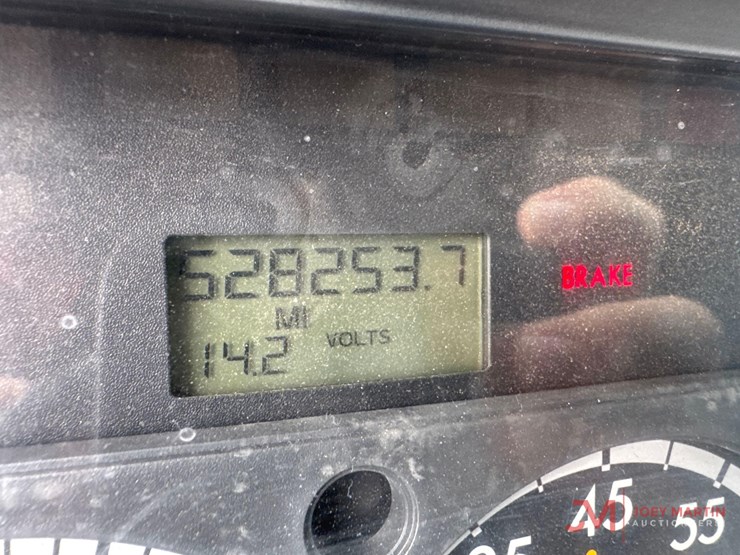 528253.7
MI
14.2 VOLTS
BRAKE
45
55
JOEY MARTIN
AUCTIONEERS